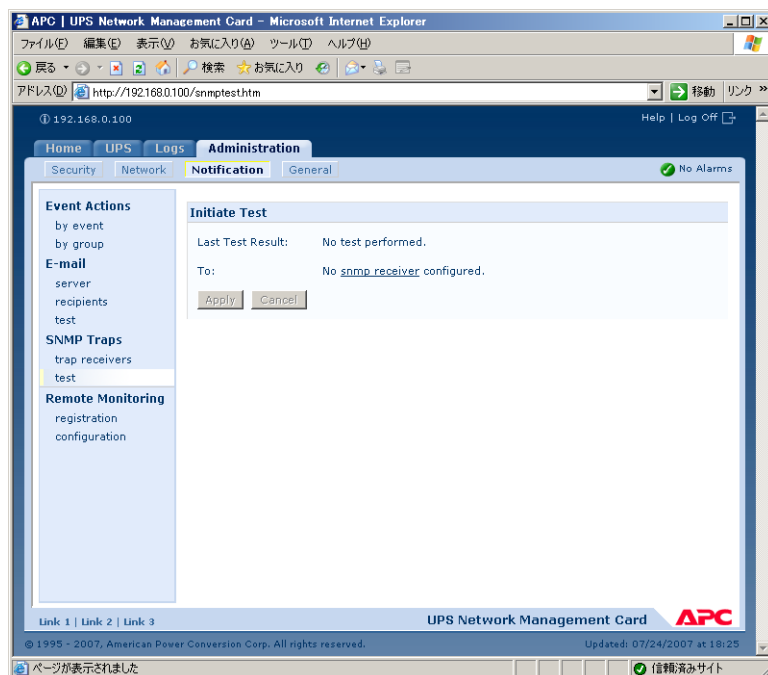 APC | UPS Network Management Card - Microsoft Internet Explorer
ファイル(F) 編集(E) 表示(V) お気に入り(A) ツール(T) ヘルプ(H)
戻る 検索 お気に入り
アドレス(D) http://192.168.0.100/snmptest.htm 移動 リンク »
192.168.0.100 Help | Log Off
Home UPS Logs Administration
Security Network Notification General No Alarms
Event Actions
by event
by group
E-mail
server
recipients
test
SNMP Traps
trap receivers
test
Remote Monitoring
registration
configuration
Initiate Test
Last Test Result: No test performed.
To: No snmp receiver configured.
Apply Cancel
Link 1 | Link 2 | Link 3 UPS Network Management Card APC
© 1995 - 2007, American Power Conversion Corp. All rights reserved. Updated: 07/24/2007 at 18:25
ページが表示されました 信頼済みサイト